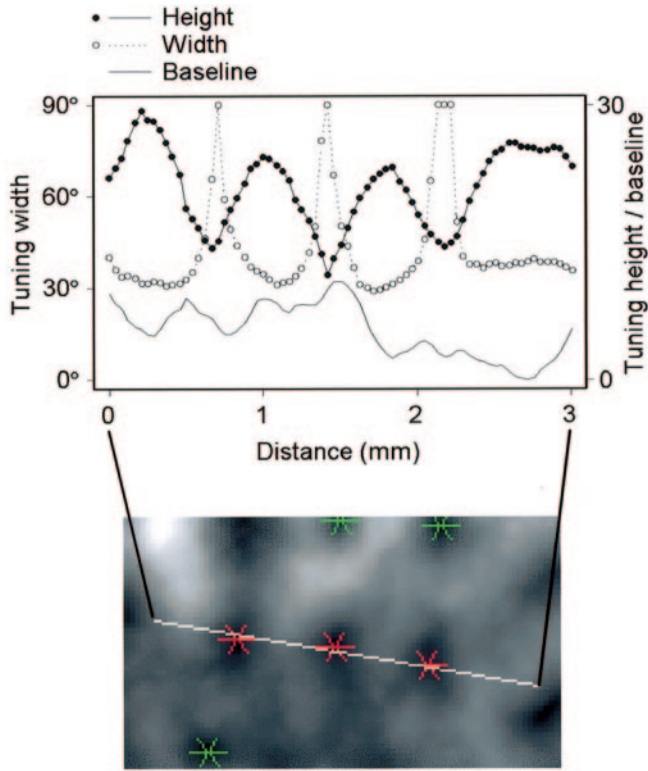 Height
Width
Baseline
90°
60°
30°
0°
Tuning width
30
0
Tuning height / baseline
0
1
2
3
Distance (mm)